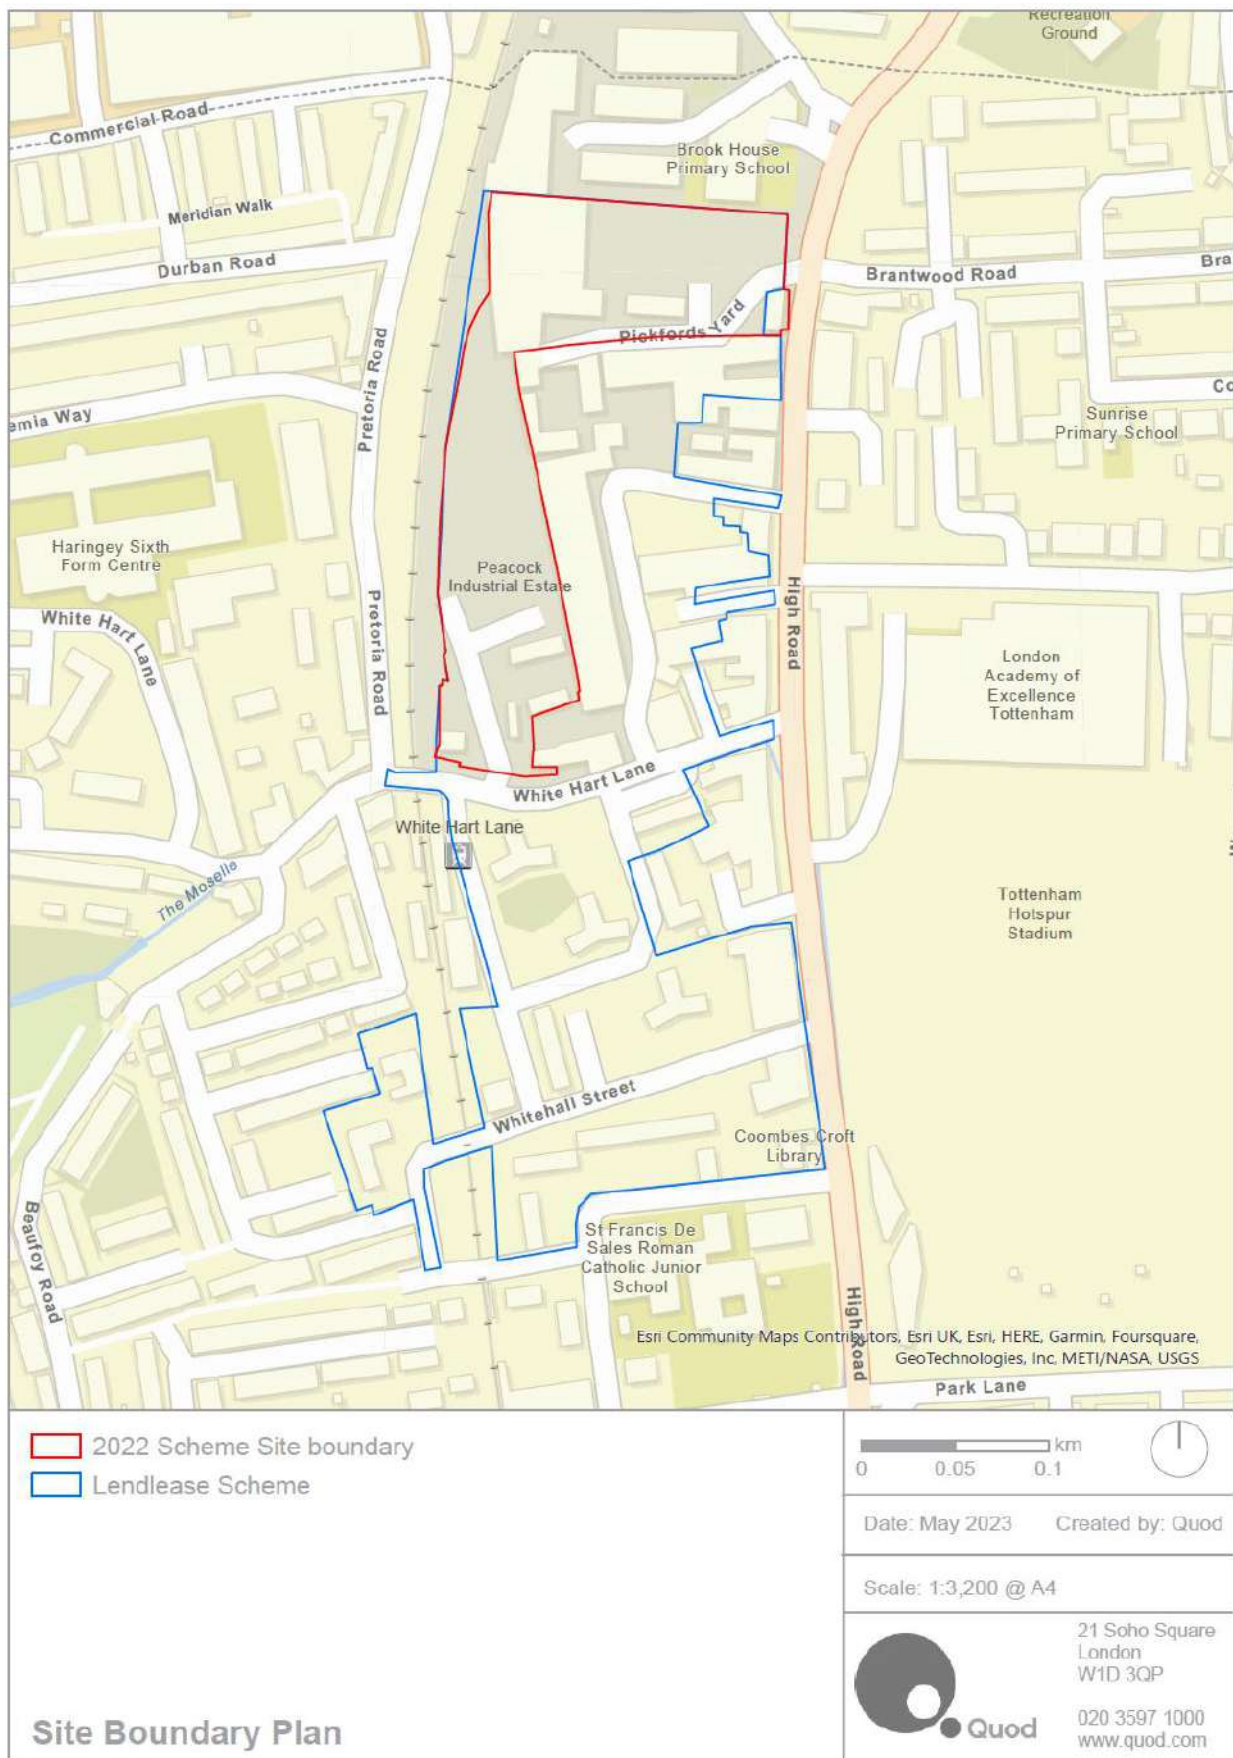 Recreation
Ground
Commercial Road
Brook House
Primary School
Meridian Walk
Durban Road
Brantwood Road
Bra
Pickfords Yard
Pretoria Road
emia Way
Co
Sunrise
Primary School
Haringey Sixth
Form Centre
Peacock
Industrial Estate
High Road
White Hart Lane
Pretoria Road
London
Academy of
Excellence
Tottenham
White Hart Lane
White Hart Lane
The Moselle
Tottenham
Hotspur
Stadium
Whitehall Street
Coombes Croft
Library
Beaufoy Road
St Francis De
Sales Roman
Catholic Junior
School
High Road
Esri Community Maps Contributors, Esri UK, Esri, HERE, Garmin, Foursquare,
GeoTechnologies, Inc, METI/NASA, USGS
Park Lane
2022 Scheme Site boundary
Lendlease Scheme
km
0 0.05 0.1
Date: May 2023 Created by: Quod
Scale: 1:3,200 @ A4
21 Soho Square
London
W1D 3QP
Quod
020 3597 1000
www.quod.com
Site Boundary Plan